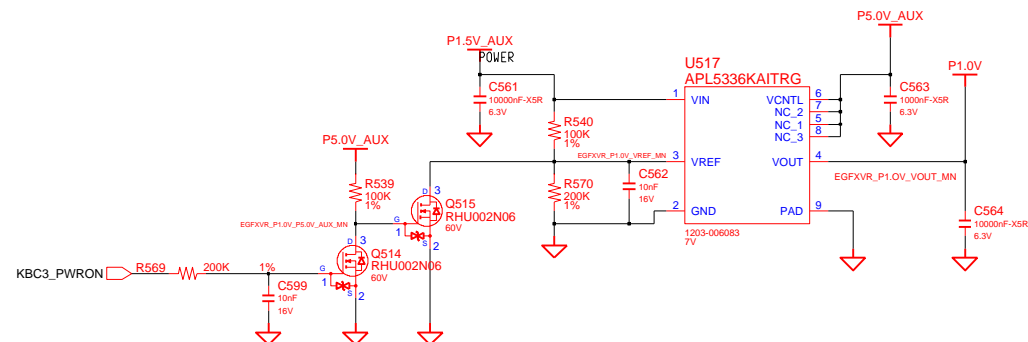 P5.0V_AUX
P1.5V_AUX
POWER
P1.0V
U517
APL5336KAITRG
C561
10000nF-X5R
6.3V
1
VIN
VCNTL
6
NC_2
7
NC_1
5
NC_3
8
C563
1000nF-X5R
6.3V
R540
100K
1%
P5.0V_AUX
EGFXVR_P1.0V_VREF_MN
3
VREF
VOUT
4
EGFXVR_P1.OV_VOUT_MN
C562
10nF
16V
R539
100K
1%
D
3
Q515
RHU002N06
60V
R570
200K
1%
2
GND
PAD
9
1203-006083
7V
C564
10000nF-X5R
6.3V
EGFXVR_P1.0V_P5.0V_AUX_MN
G
1
S
2
D
3
Q514
RHU002N06
60V
KBC3_PWRON
R569
200K
1%
G
1
S
2
C599
10nF
16V